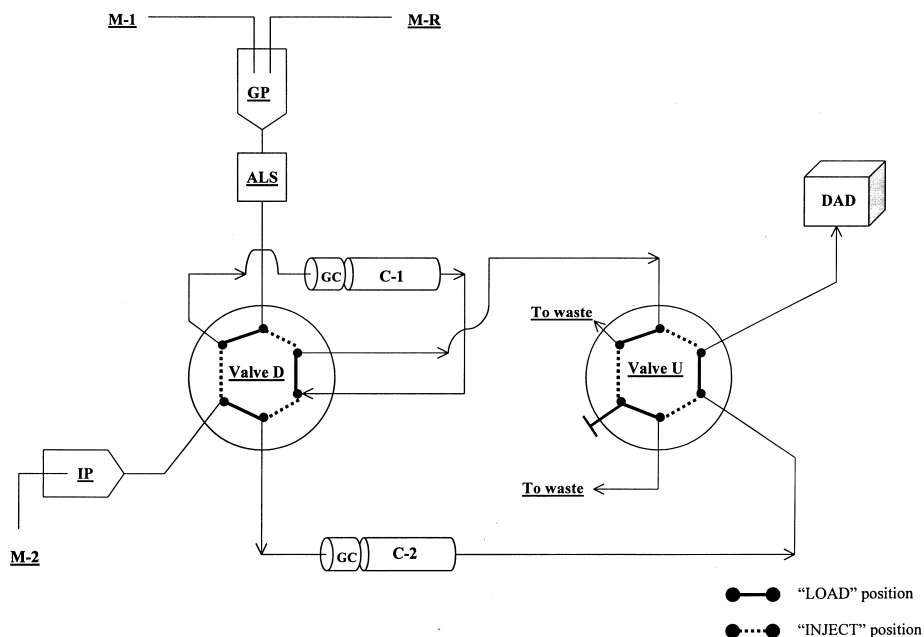 M-1
M-R
GP
ALS
DAD
GC
C-1
To waste
Valve D
Valve U
IP
To waste
M-2
GC
C-2
“LOAD” position
“INJECT” position